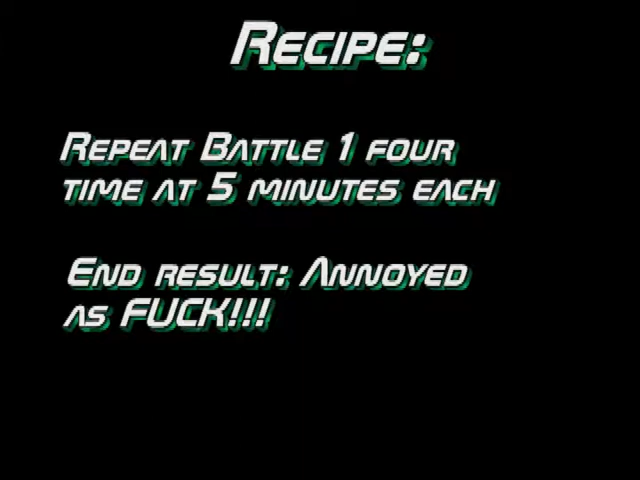 Recipe:
Repeat Battle 1 four
time at 5 minutes each
End result: Annoyed
as FUCK!!!